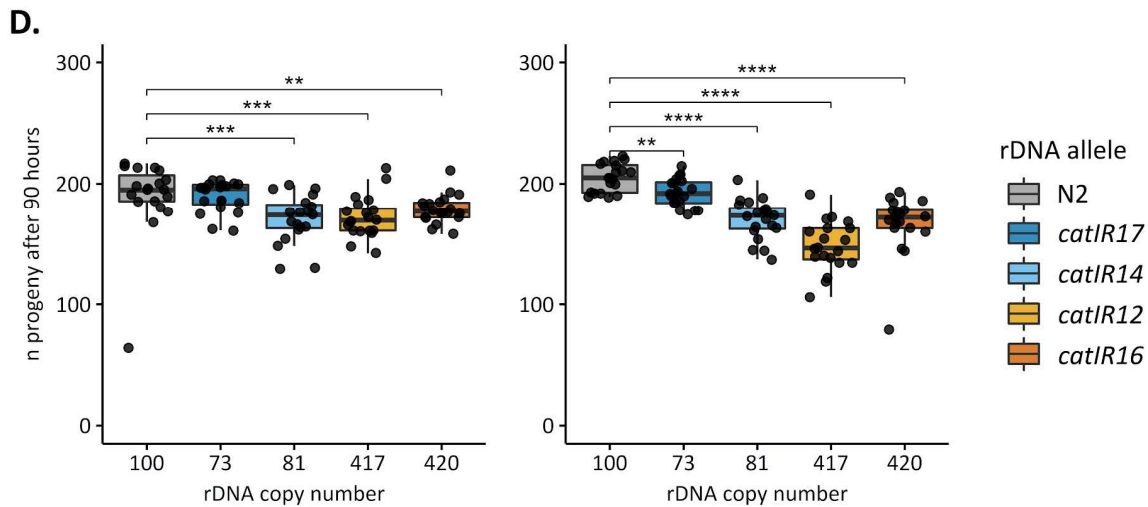 D.
n progeny after 90 hours
300
200
100
0
**
***
***
100 73 81 417 420
rDNA copy number
300
200
100
0
****
****
****
**
100 73 81 417 420
rDNA copy number
rDNA allele
N2
catIR17
catIR14
catIR12
catIR16